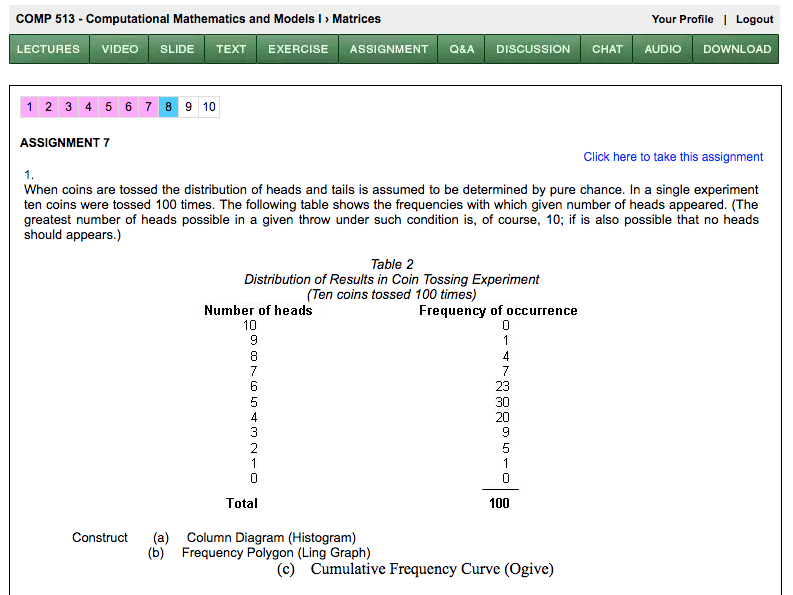 COMP 513 - Computational Mathematics and Models I › Matrices Your Profile | Logout
LECTURES VIDEO SLIDE TEXT EXERCISE ASSIGNMENT Q&A DISCUSSION CHAT AUDIO DOWNLOAD
1 2 3 4 5 6 7 8 9 10
ASSIGNMENT 7
Click here to take this assignment
1.
When coins are tossed the distribution of heads and tails is assumed to be determined by pure chance. In a single experiment
ten coins were tossed 100 times. The following table shows the frequencies with which given number of heads appeared. (The
greatest number of heads possible in a given throw under such condition is, of course, 10; if is also possible that no heads
should appears.)
Table 2
Distribution of Results in Coin Tossing Experiment
(Ten coins tossed 100 times)
Number of heads Frequency of occurrence
10 0
9 1
8 4
7 7
6 23
5 30
4 20
3 9
2 5
1 1
0 0
Total 100
Construct (a) Column Diagram (Histogram)
(b) Frequency Polygon (Ling Graph)
(c) Cumulative Frequency Curve (Ogive)